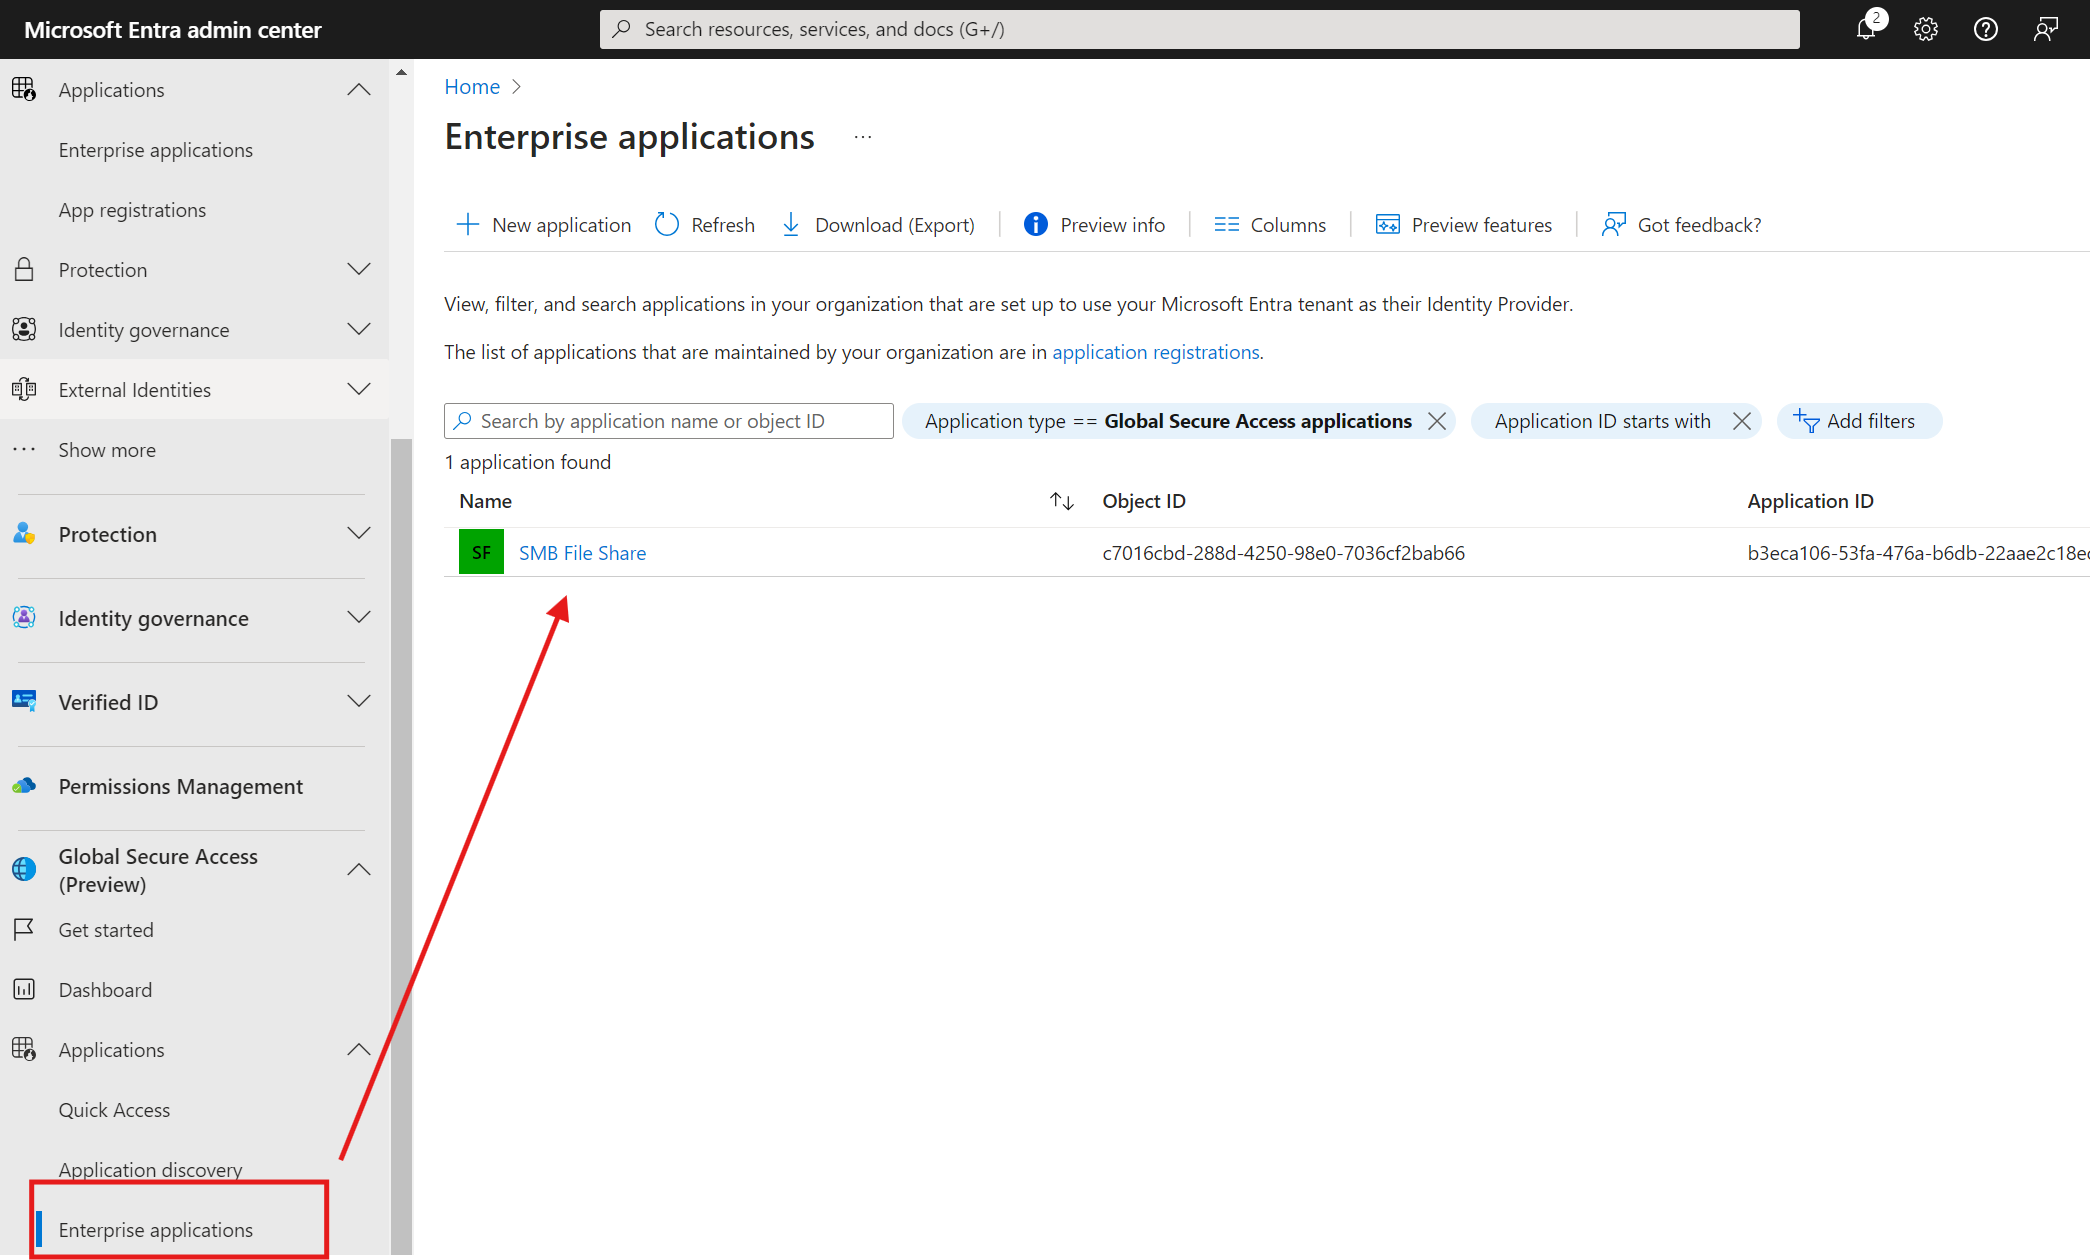 Microsoft Entra admin center
Search resources, services, and docs (G+/)
2
Applications
Enterprise applications
App registrations
Protection
Identity governance
External Identities
Show more
Protection
Identity governance
Verified ID
Permissions Management
Global Secure Access
(Preview)
Get started
Dashboard
Applications
Quick Access
Application discovery
Enterprise applications
Home
Enterprise applications
New application
Refresh
Download (Export)
Preview info
Columns
Preview features
Got feedback?
View, filter, and search applications in your organization that are set up to use your Microsoft Entra tenant as their Identity Provider.
The list of applications that are maintained by your organization are in application registrations.
Search by application name or object ID
Application type == Global Secure Access applications
Application ID starts with
Add filters
1 application found
Name
Object ID
Application ID
SF
SMB File Share
c7016cbd-288d-4250-98e0-7036cf2bab66
b3eca106-53fa-476a-b6db-22aae2c18e